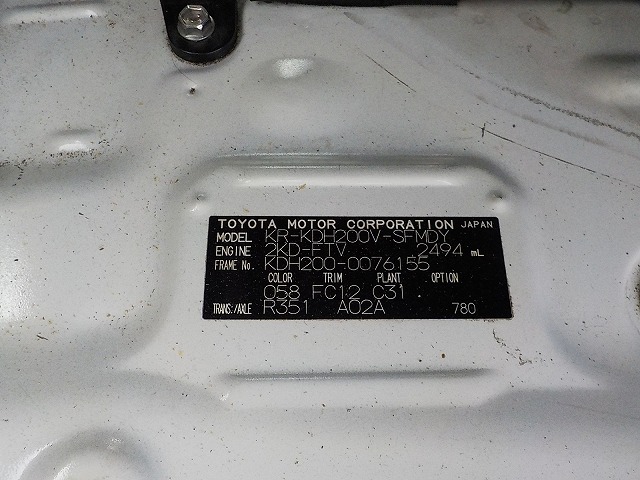 TOYOTA MOTOR CORPORATION JAPAN
MODEL KR-KDH200V-SFMDY
ENGINE 2KD-FTV 2494 mL
FRAME No. KDH200-0076155
COLOR TRIM PLANT OPTION
058 FC12 C31
TRANS./AXLE R351 A02A 780